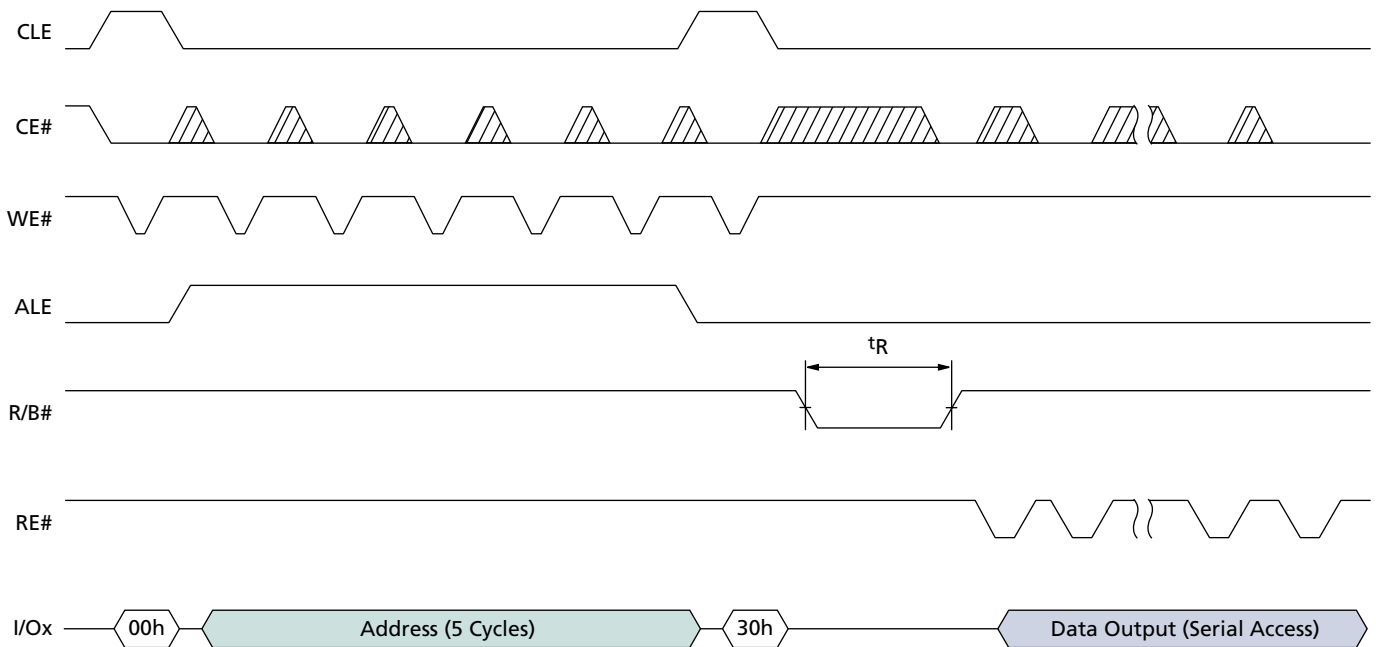 CLE
CE#
WE#
ALE
tR
R/B#
RE#
I/Ox 00h Address (5 Cycles) 30h Data Output (Serial Access)